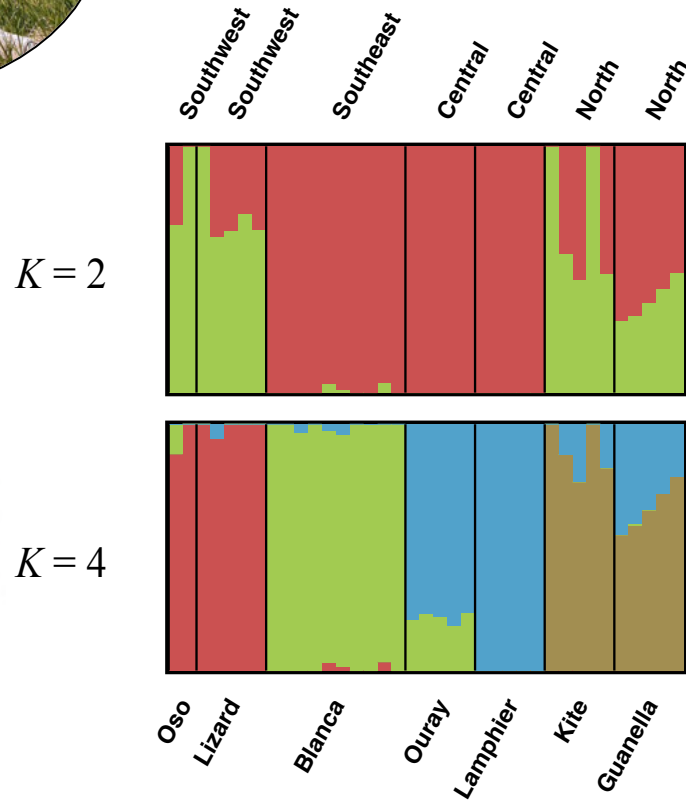 Southwest
Southwest
Southeast
Central
Central
North
North
K = 2
K = 4
Oso
Lizard
Blanca
Ouray
Lamphier
Kite
Guanella